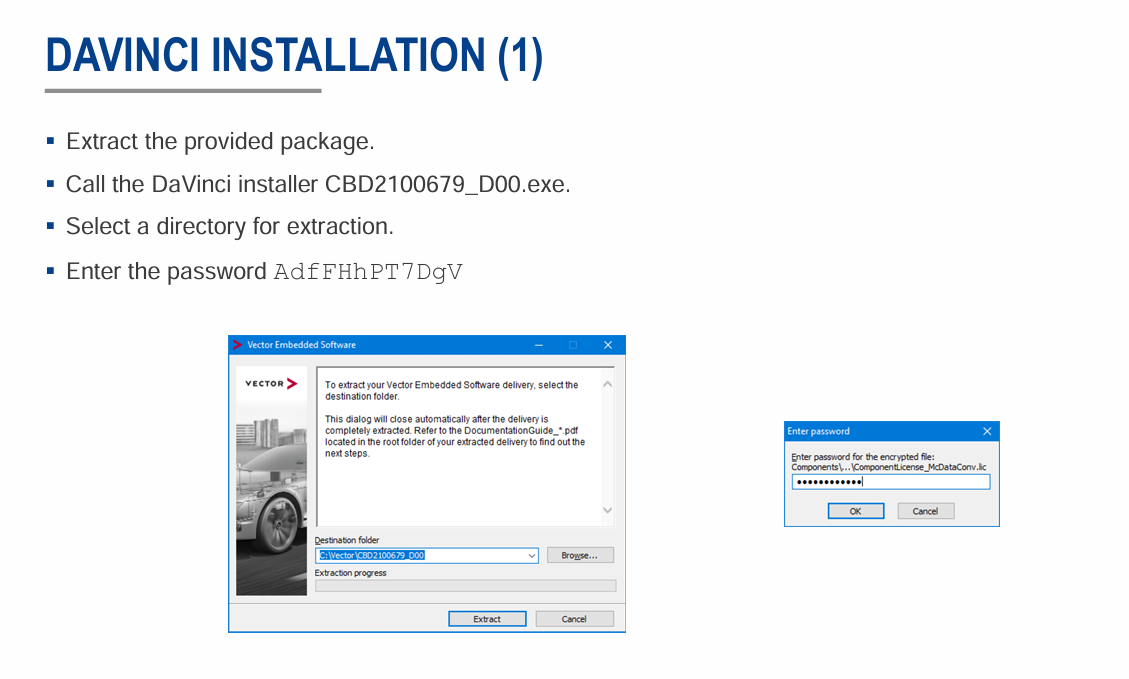 DAVINCI INSTALLATION (1)
Extract the provided package.
Call the DaVinci installer CBD2100679_D00.exe.
Select a directory for extraction.
Enter the password AdfFHhPT7DgV
Vector Embedded Software
VECTOR
To extract your Vector Embedded Software delivery, select the
destination folder.
This dialog will close automatically after the delivery is
completely extracted. Refer to the DocumentationGuide_*.pdf
located in the root folder of your extracted delivery to find out the
next steps.
Destination folder
C:\Vector\CBD2100679_D00
Browse...
Extraction progress
Extract
Cancel
Enter password
Enter password for the encrypted file:
Components\...\ComponentLicense_McDataConv.lic
••••••••••••
OK
Cancel